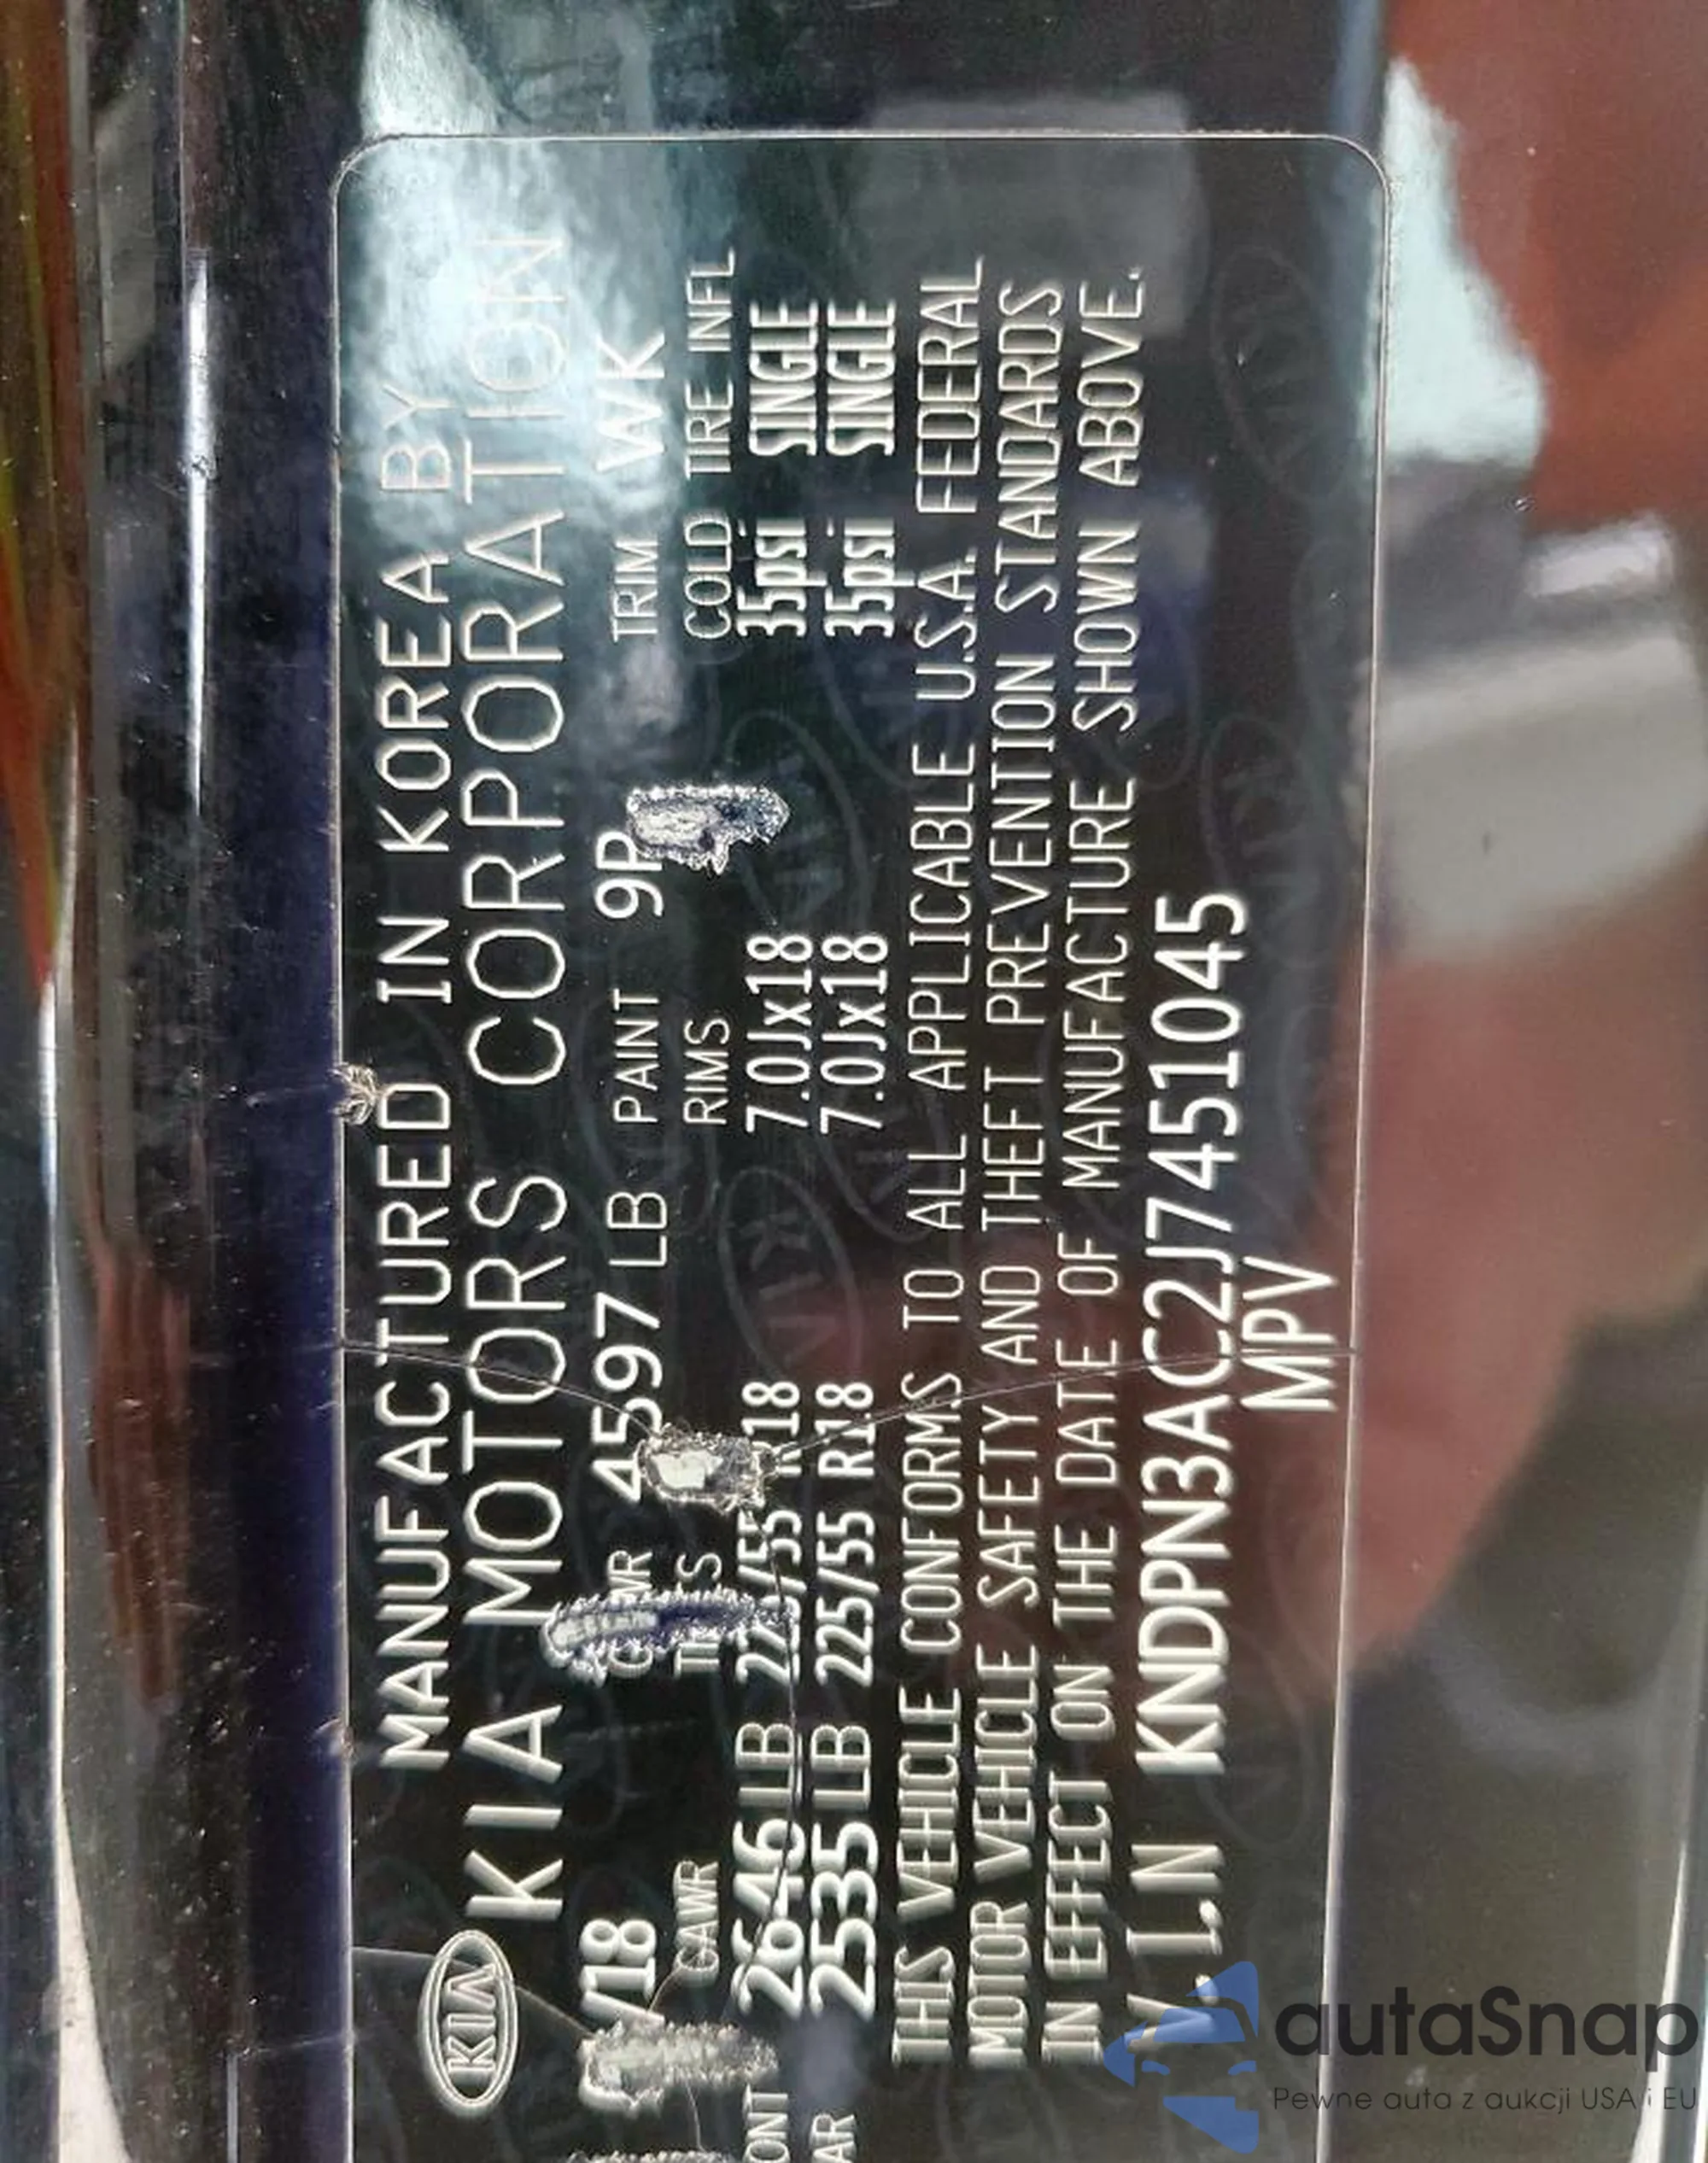 MANUFACTURED IN KOREA BY
KIA KIA MOTORS CORPORATION
/18 4597 LB PAINT 9P TRIM WK
GAWR RIMS COLD TIRE INFL
2646 LB 225/55 R18 7.0Jx18 35psi SINGLE
2535 LB 225/55 R18 7.0Jx18 35psi SINGLE
THIS VEHICLE CONFORMS TO ALL APPLICABLE U.S.A. FEDERAL
MOTOR VEHICLE SAFETY AND THEFT PREVENTION STANDARDS
IN EFFECT ON THE DATE OF MANUFACTURE SHOWN ABOVE.
V. I. N KNDPN3AC2J7451045
MPV
autaSnap
Pewne auta z aukcji USA i EU